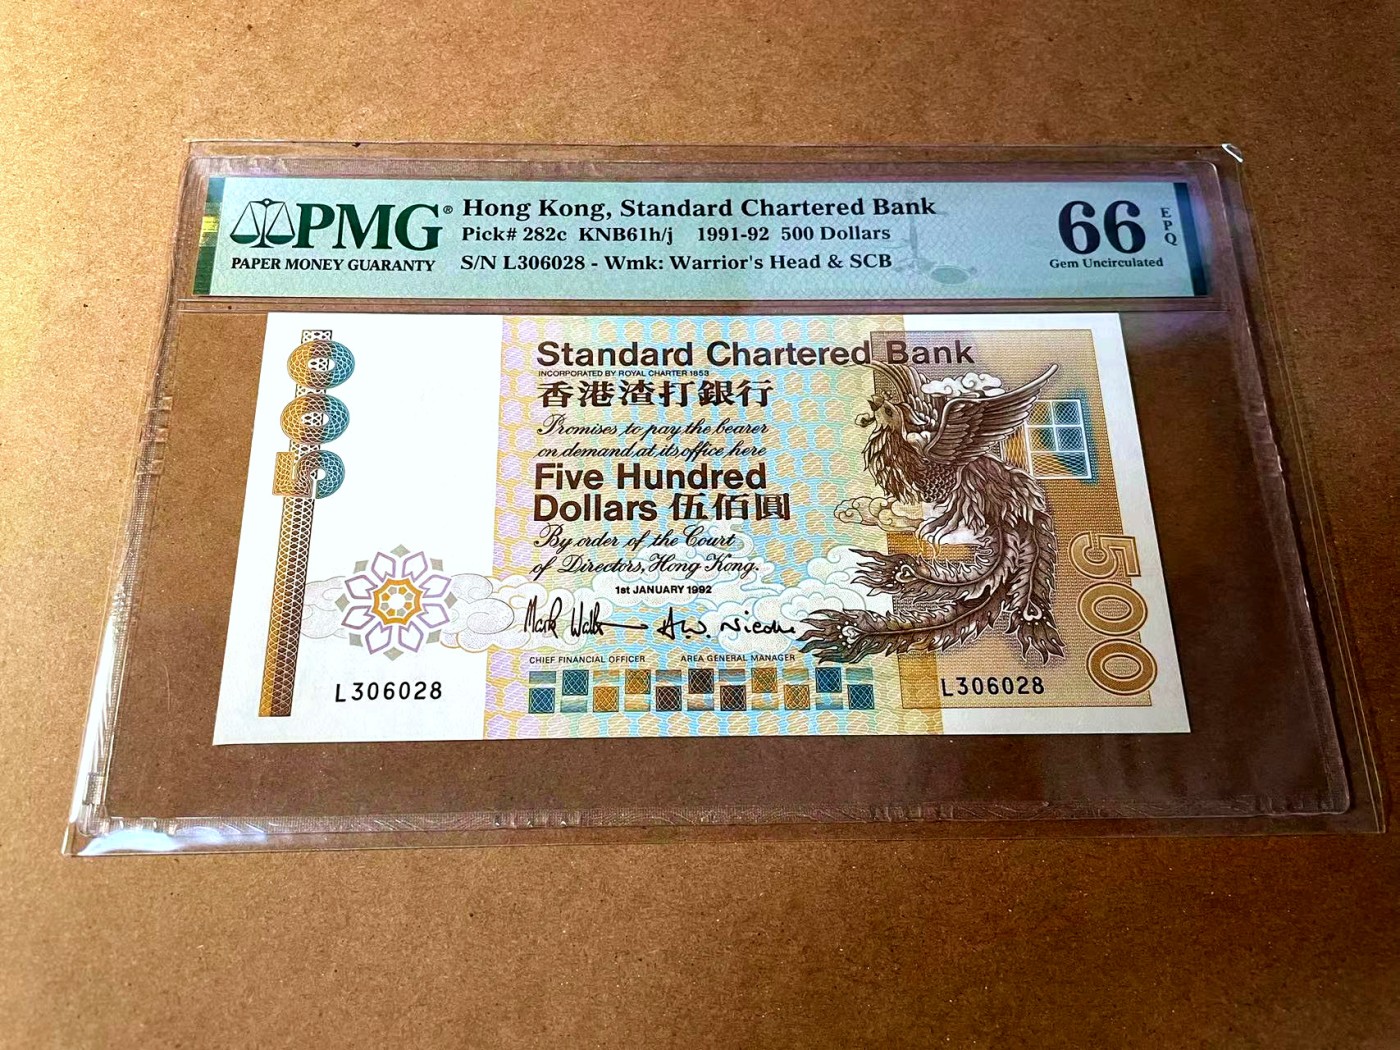 PMG®
PAPER MONEY GUARANTY
Hong Kong, Standard Chartered Bank
Pick# 282c KNB61h/j 1991-92 500 Dollars
S/N L306028 - Wmk: Warrior's Head & SCB
66 EPQ
Gem Uncirculated
500
Standard Chartered Bank
INCORPORATED BY ROYAL CHARTER 1853
香港渣打銀行
Promises to pay the bearer
on demand at its office here
Five Hundred
Dollars 伍佰圓
By order of the Court
of Directors, Hong Kong.
1st JANUARY 1992
CHIEF FINANCIAL OFFICER AREA GENERAL MANAGER
L306028
L306028
500